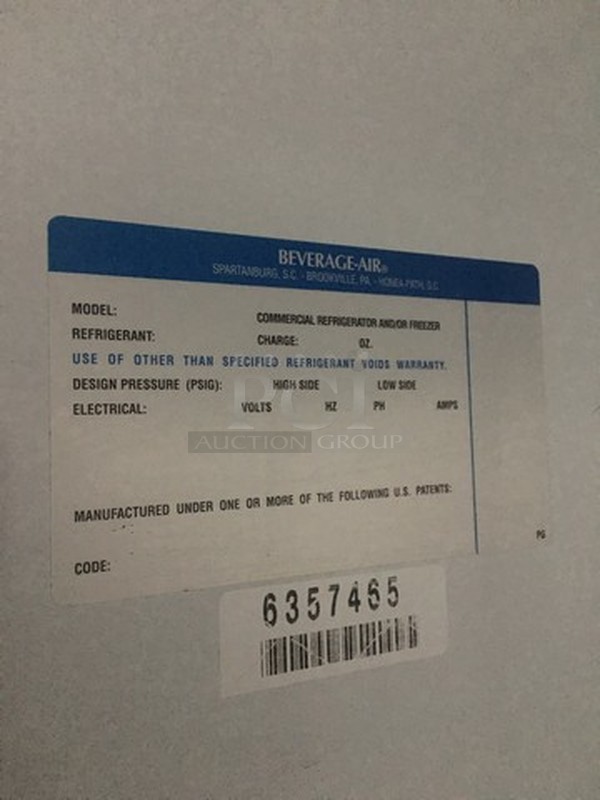 BEVERAGE-AIR®
SPARTANBURG, S.C. - BROOKVILLE, PA. - HONEA PATH, S.C.
MODEL:
COMMERCIAL REFRIGERATOR AND/OR FREEZER
REFRIGERANT: CHARGE: OZ.
USE OF OTHER THAN SPECIFIED REFRIGERANT VOIDS WARRANTY.
DESIGN PRESSURE (PSIG): HIGH SIDE LOW SIDE
ELECTRICAL: VOLTS HZ PH AMPS
PCI
AUCTION GROUP
MANUFACTURED UNDER ONE OR MORE OF THE FOLLOWING U.S. PATENTS:
PG
CODE:
6357465